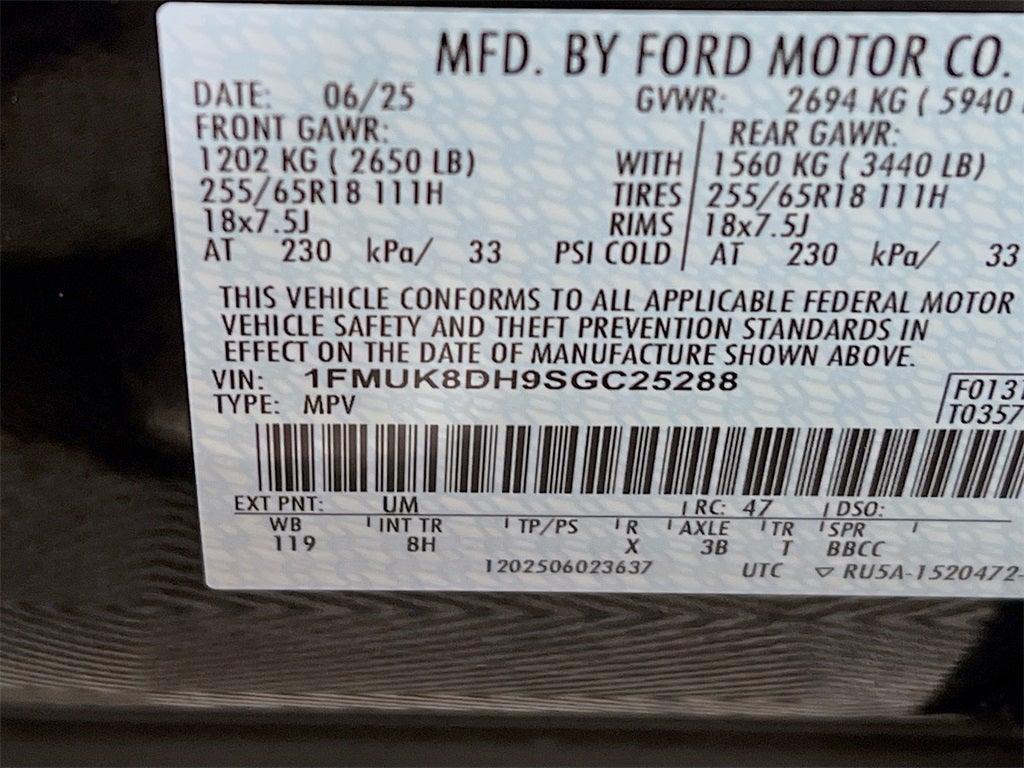 MFD. BY FORD MOTOR CO.
DATE: 06/25 GVWR: 2694 KG ( 5940
FRONT GAWR: REAR GAWR:
1202 KG ( 2650 LB) WITH 1560 KG ( 3440 LB)
255/65R18 111H TIRES 255/65R18 111H
18x7.5J RIMS 18x7.5J
AT 230 kPa/ 33 PSI COLD AT 230 kPa/ 33
THIS VEHICLE CONFORMS TO ALL APPLICABLE FEDERAL MOTOR
VEHICLE SAFETY AND THEFT PREVENTION STANDARDS IN
EFFECT ON THE DATE OF MANUFACTURE SHOWN ABOVE.
VIN: 1FMUK8DH9SGC25288 F0131
TYPE: MPV T0357
EXT PNT: UM RC: 47 DSO:
WB INT TR TP/PS R AXLE TR SPR
119 8H X 3B T BBCC
1202506023637 UTC ▽ RU5A-1520472-